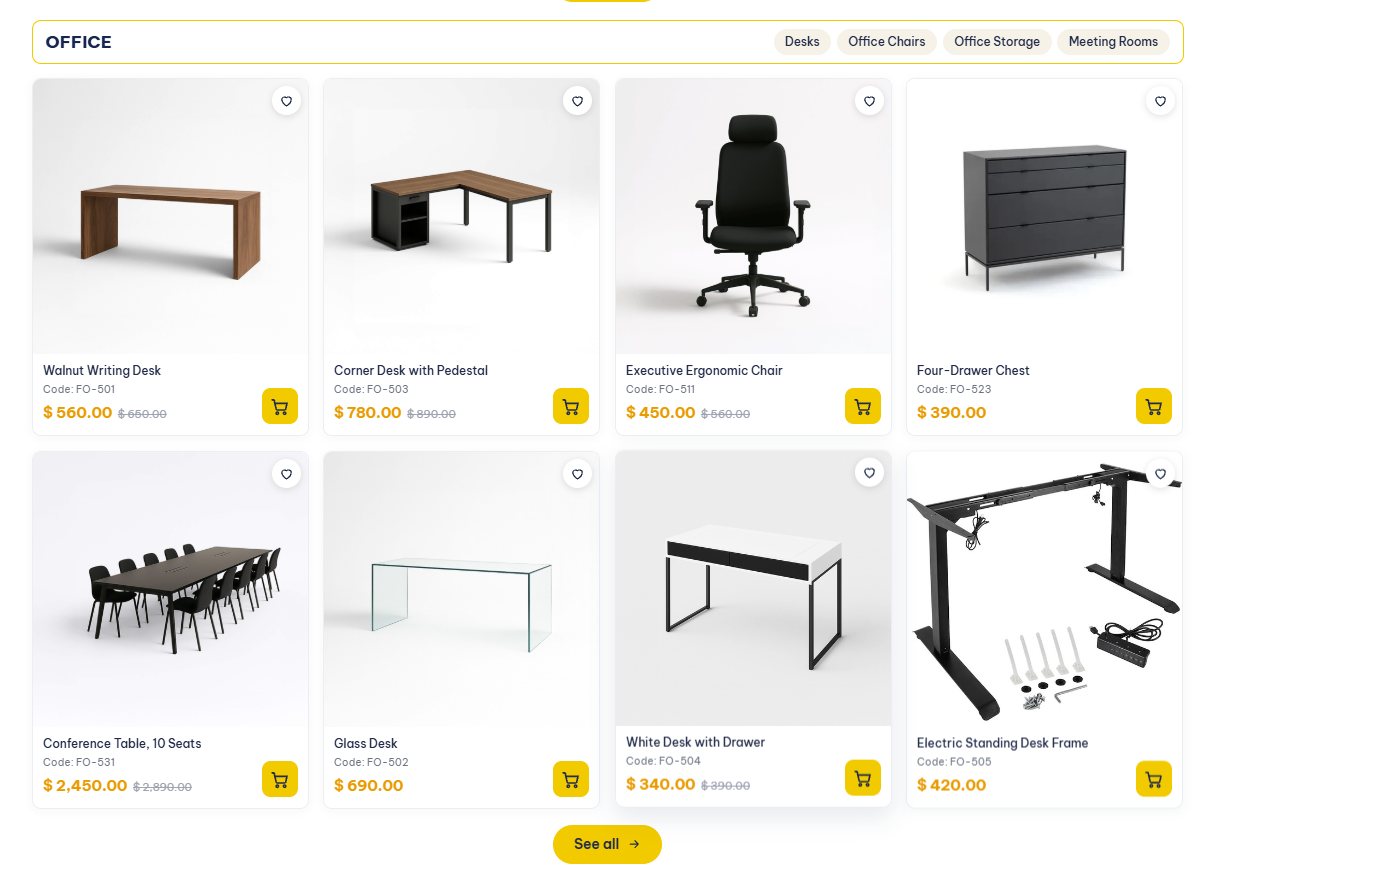 OFFICE
Desks
Office Chairs
Office Storage
Meeting Rooms
Walnut Writing Desk
Code: FO-501
$ 560.00 $ 650.00
Corner Desk with Pedestal
Code: FO-503
$ 780.00 $ 890.00
Executive Ergonomic Chair
Code: FO-511
$ 450.00 $ 560.00
Four-Drawer Chest
Code: FO-523
$ 390.00
Conference Table, 10 Seats
Code: FO-531
$ 2,450.00 $ 2,890.00
Glass Desk
Code: FO-502
$ 690.00
White Desk with Drawer
Code: FO-504
$ 340.00 $ 390.00
Electric Standing Desk Frame
Code: FO-505
$ 420.00
See all →